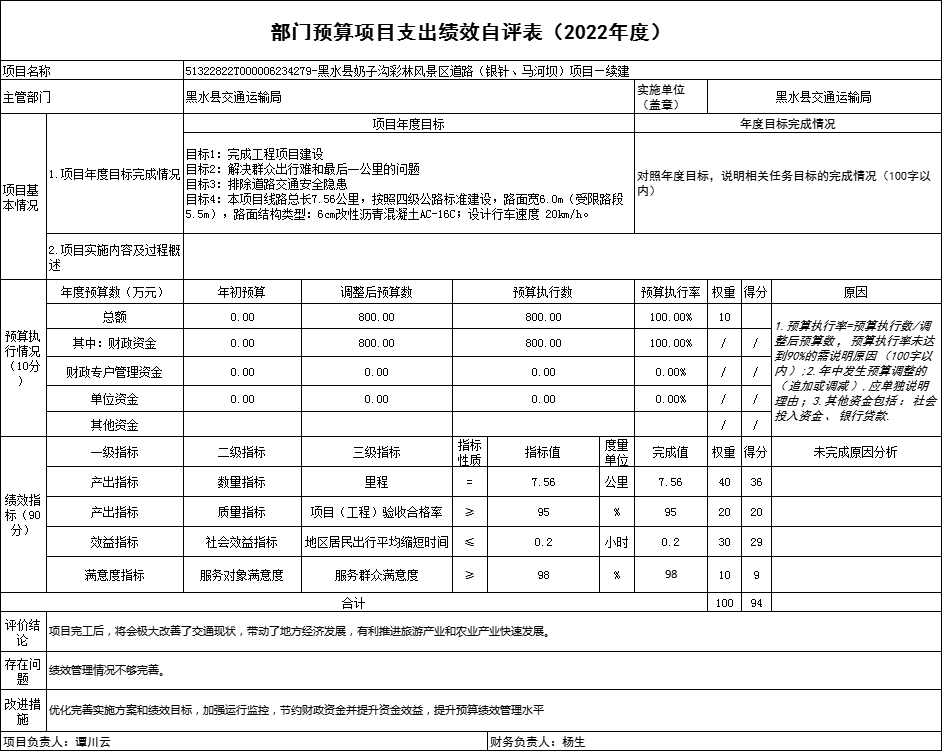 部门预算项目支出绩效自评表（2022年度）
项目名称
51322822T000006234279-黑水县奶子沟彩林风景区道路（银针、马河坝）项目—续建
主管部门
黑水县交通运输局
实施单位
（盖章）
黑水县交通运输局
项目基
本情况
1.项目年度目标完成情况
项目年度目标
年度目标完成情况
目标1：完成工程项目建设
目标2：解决群众出行难和最后一公里的问题
目标3：排除道路交通安全隐患
目标4：本项目线路总长7.56公里，按照四级公路标准建设，路面宽6.0m（受限路段
5.5m），路面结构类型：6cm改性沥青混凝土AC-16C；设计行车速度 20km/h。
对照年度目标，说明相关任务目标的完成情况（100字以
内）
2.项目实施内容及过程概
述
预算执
行情况
（10分
）
年度预算数（万元） 年初预算 调整后预算数 预算执行数 预算执行率 权重 得分 原因
总额 0.00 800.00 800.00 100.00% 10
其中：财政资金 0.00 800.00 800.00 100.00% / /
财政专户管理资金 0.00 0.00 0.00 0.00% / /
单位资金 0.00 0.00 0.00 0.00% / /
其他资金 / /
1.预算执行率=预算执行数/调
整后预算数， 预算执行率未达
到90%的需说明原因（100字以
内）;2.年中发生预算调整的
（追加或调减）,应单独说明
理由；3.其他资金包括： 社会
投入资金 、银行贷款.
绩效指
标（90
分）
一级指标 二级指标 三级指标 指标
性质 指标值 度量
单位 完成值 权重 得分 未完成原因分析
产出指标 数量指标 里程 = 7.56 公里 7.56 40 36
产出指标 质量指标 项目（工程）验收合格率 ≥ 95 % 95 20 20
效益指标 社会效益指标 地区居民出行平均缩短时间 ≤ 0.2 小时 0.2 30 29
满意度指标 服务对象满意度 服务群众满意度 ≥ 98 % 98 10 9
合计 100 94
评价结
论
项目完工后，将会极大改善了交通现状，带动了地方经济发展，有利推进旅游产业和农业产业快速发展。
存在问
题
绩效管理情况不够完善。
改进措
施
优化完善实施方案和绩效目标，加强运行监控，节约财政资金并提升资金效益，提升预算绩效管理水平
项目负责人：谭川云
财务负责人：杨生